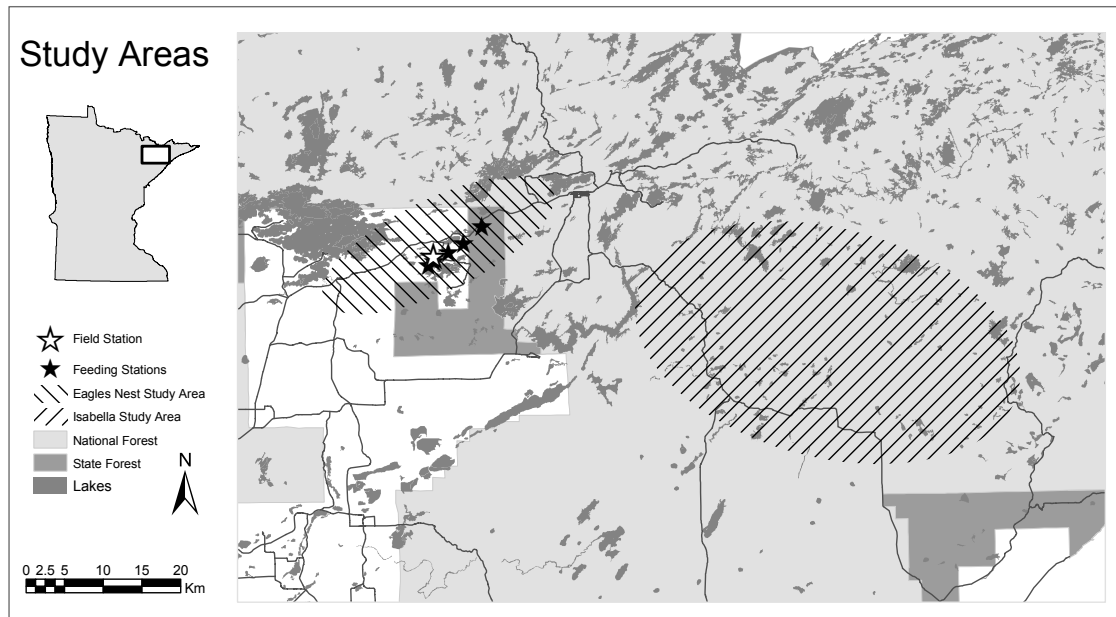 Study Areas
Field Station
Feeding Stations
Eagles Nest Study Area
Isabella Study Area
National Forest
State Forest
Lakes
N
0 2.5 5 10 15 20
Km